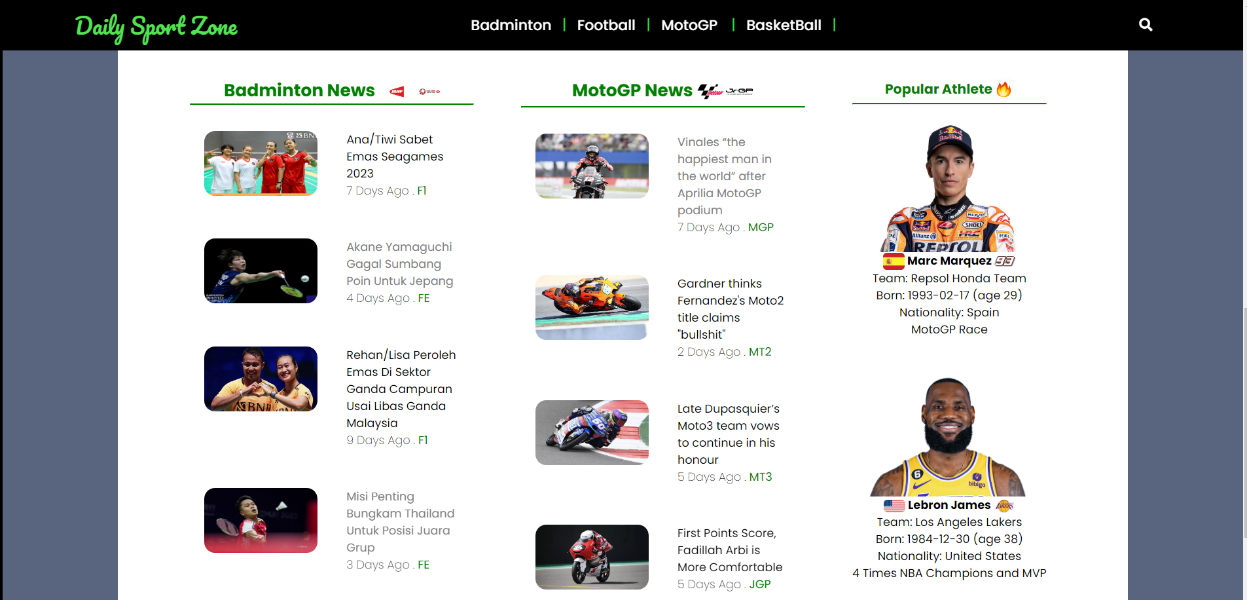 Daily Sport Zone
Badminton | Football | MotoGP | BasketBall |
Badminton News
Ana/Tiwi Sabet
Emas Seagames
2023
7 Days Ago . F1
Akane Yamaguchi
Gagal Sumbang
Poin Untuk Jepang
4 Days Ago . FE
Rehan/Lisa Peroleh
Emas Di Sektor
Ganda Campuran
Usai Libas Ganda
Malaysia
9 Days Ago . F1
Misi Penting
Bungkam Thailand
Untuk Posisi Juara
Grup
3 Days Ago . FE
MotoGP News
Vinales “the
happiest man in
the world” after
Aprilia MotoGP
podium
7 Days Ago . MGP
Gardner thinks
Fernandez's Moto2
title claims
"bullshit"
2 Days Ago . MT2
Late Dupasquier’s
Moto3 team vows
to continue in his
honour
5 Days Ago . MT3
First Points Score,
Fadillah Arbi is
More Comfortable
5 Days Ago . JGP
Popular Athlete
REPSOL
Marc Marquez 93
Team: Repsol Honda Team
Born: 1993-02-17 (age 29)
Nationality: Spain
MotoGP Race
6
bibigo
Lebron James
Team: Los Angeles Lakers
Born: 1984-12-30 (age 38)
Nationality: United States
4 Times NBA Champions and MVP